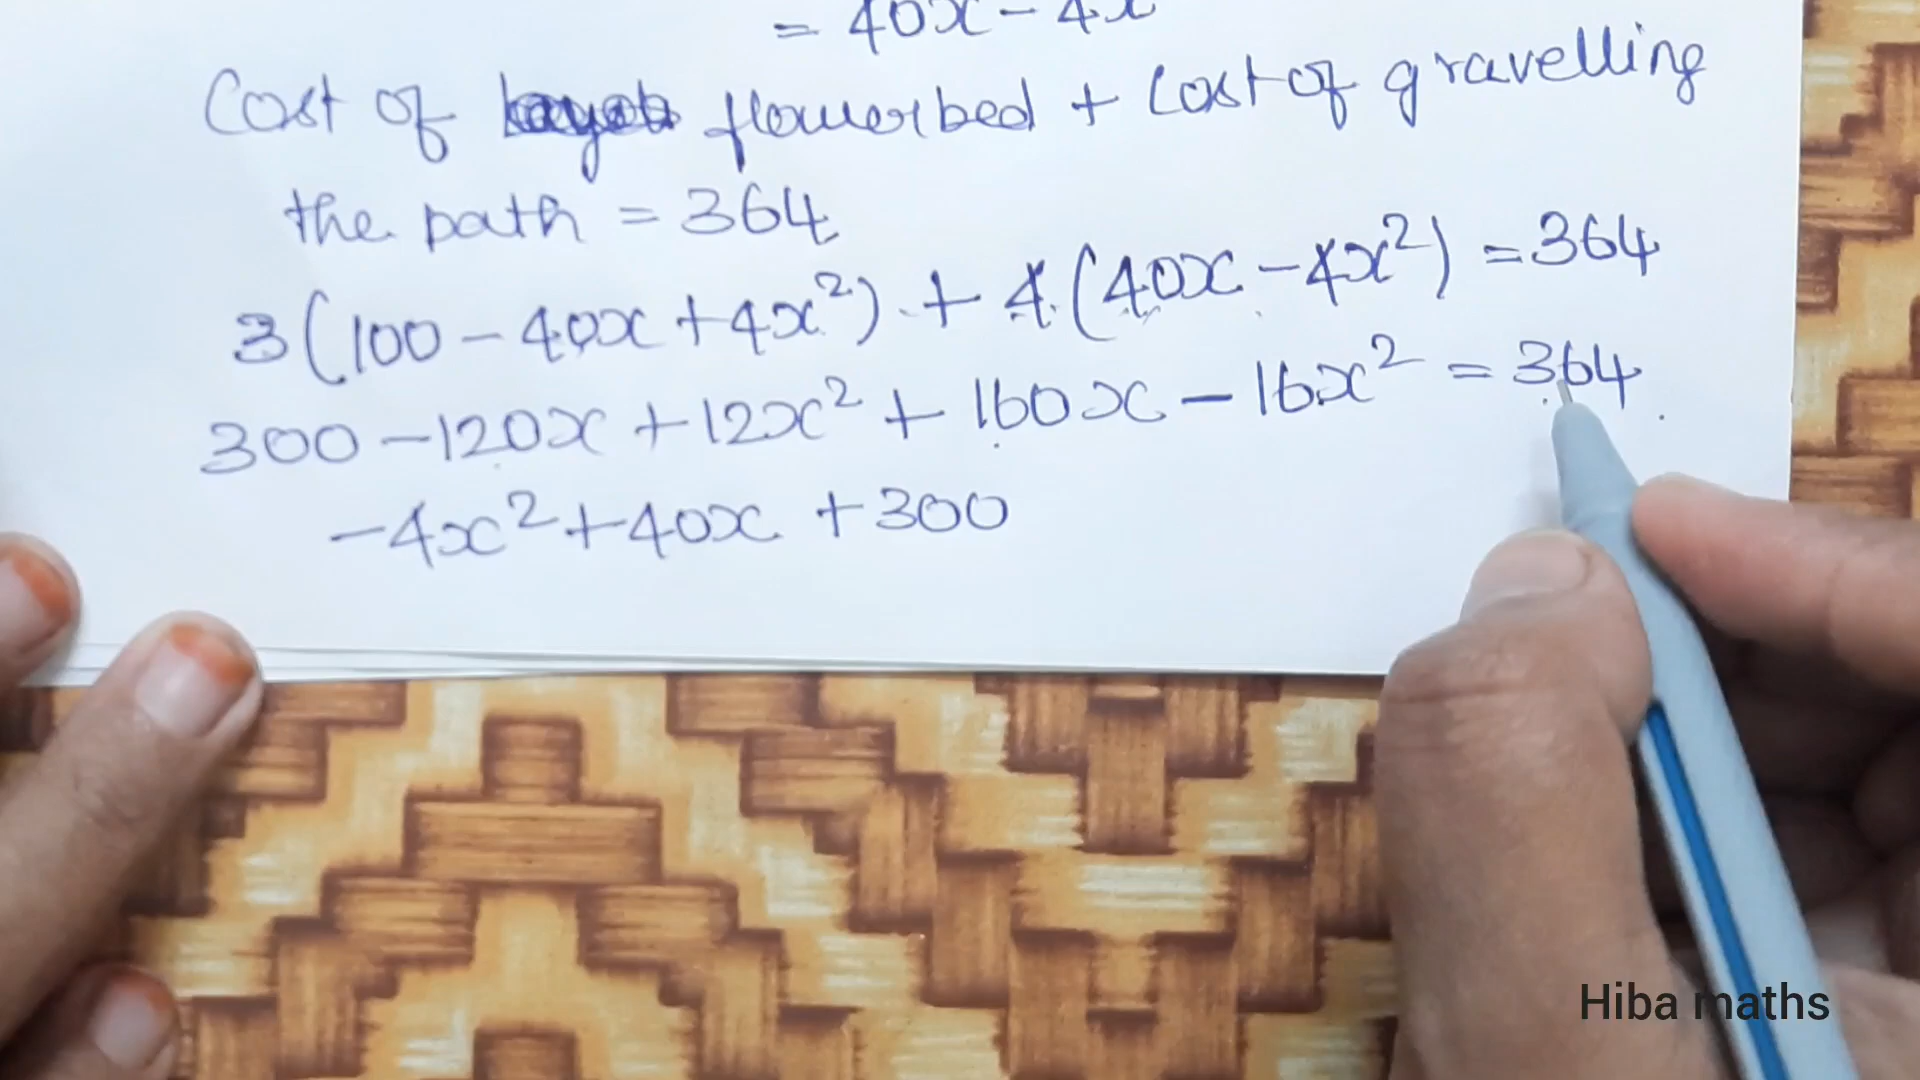 = 40x - 4x
Cost of flowerbed + Cost of gravelling
the path = 364
3(100 - 40x + 4x²) + 4(40x - 4x²) = 364
300 - 120x + 12x² + 160x - 16x² = 364
-4x² + 40x + 300
Hiba maths